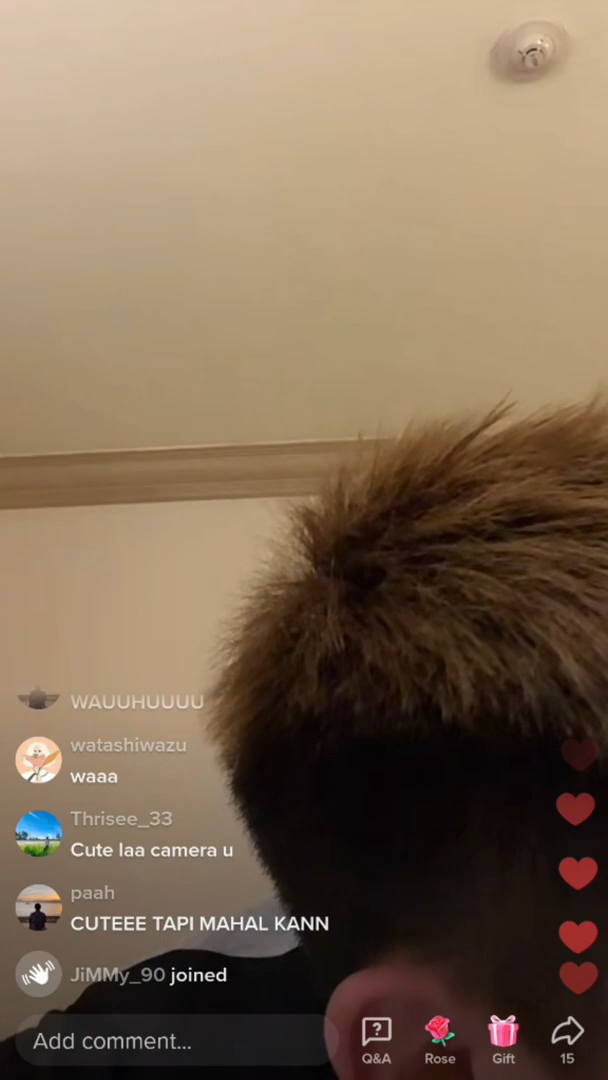 WAUUHUUUU
watashiwazu
waaa
Thrisee_33
Cute laa camera u
paah
CUTEEE TAPI MAHAL KANN
JiMMy_90 joined
Add comment...
Q&A
Rose
Gift
15